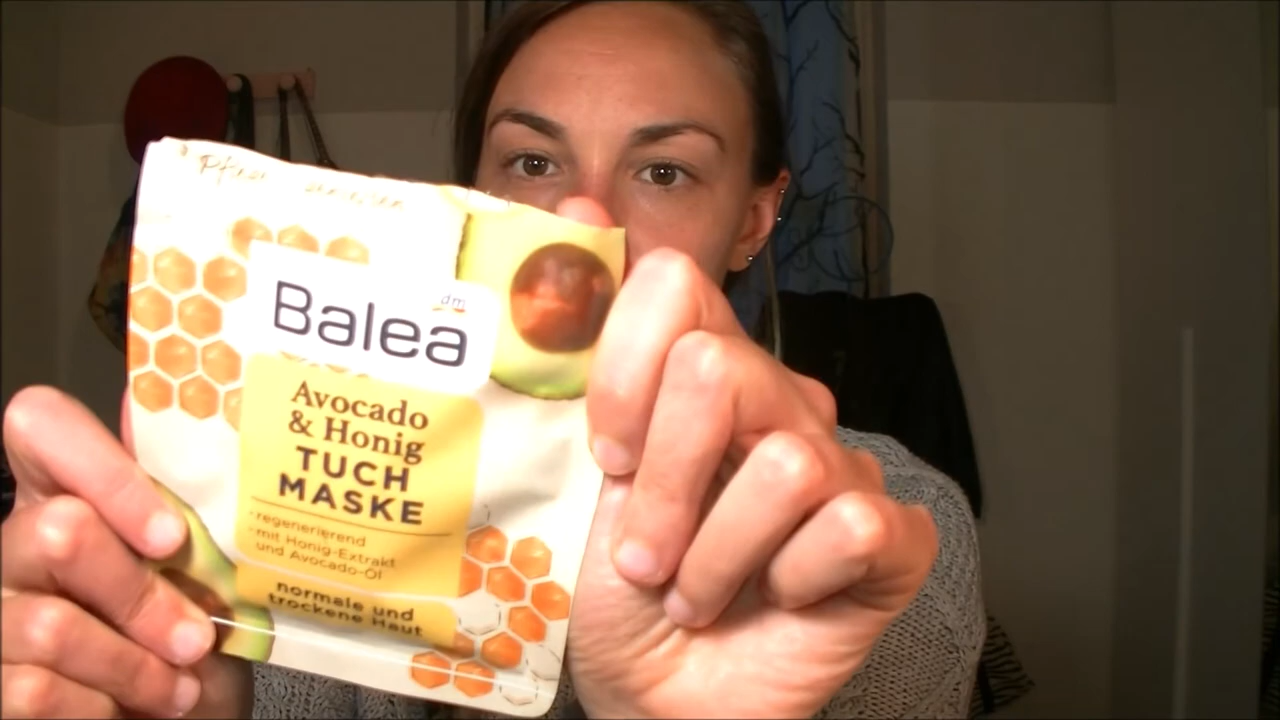 dm
Balea
Avocado
& Honig
TUCH
MASKE
- regenerierend
- mit Honig-Extrakt
und Avocado-Öl
normale und
trockene Haut